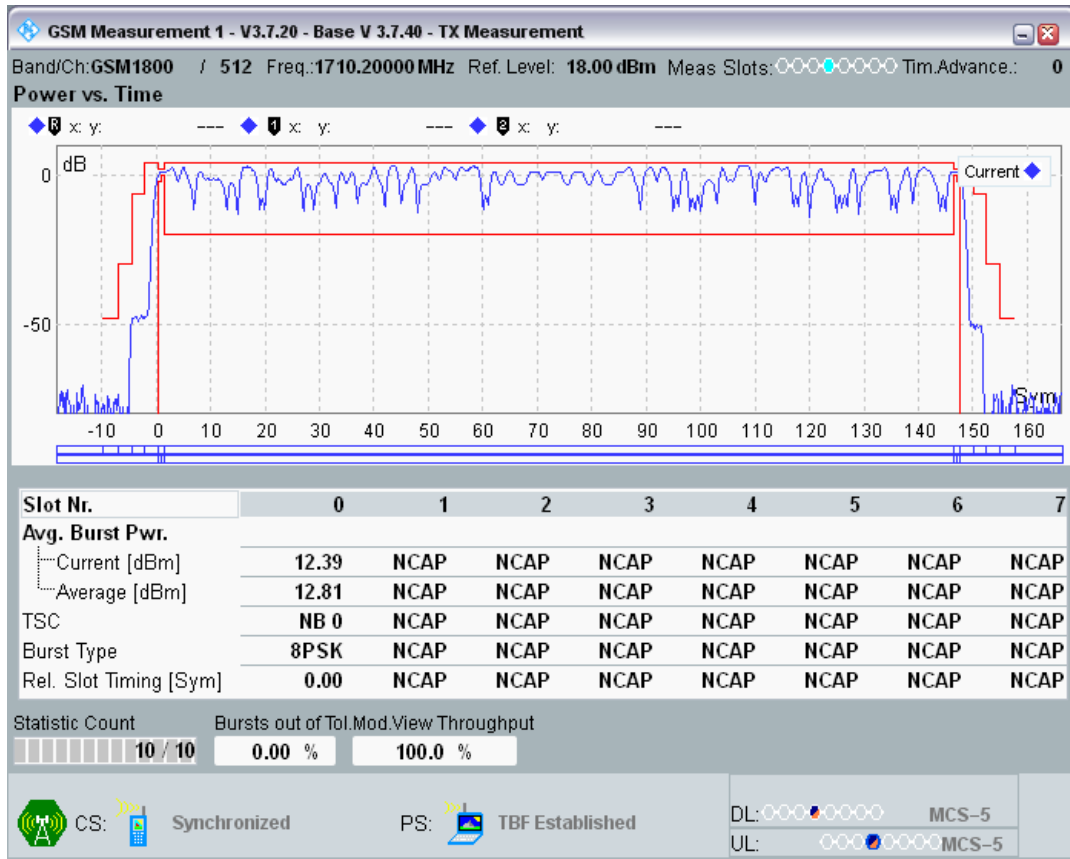 GSM Measurement 1 - V3.7.20 - Base V 3.7.40 - TX Measurement
Band/Ch:GSM1800 / 512 Freq.:1710.20000 MHz Ref. Level: 18.00 dBm Meas Slots: Tim.Advance.: 0
Power vs. Time
R x: y: --- 1 x: y: --- 2 x: y: ---
dB
Current
0
-50
Sym
-10 0 10 20 30 40 50 60 70 80 90 100 110 120 130 140 150 160
Slot Nr. 0 1 2 3 4 5 6 7
Avg. Burst Pwr.
Current [dBm] 12.39 NCAP NCAP NCAP NCAP NCAP NCAP NCAP
Average [dBm] 12.81 NCAP NCAP NCAP NCAP NCAP NCAP NCAP
TSC NB 0 NCAP NCAP NCAP NCAP NCAP NCAP NCAP
Burst Type 8PSK NCAP NCAP NCAP NCAP NCAP NCAP NCAP
Rel. Slot Timing [Sym] 0.00 NCAP NCAP NCAP NCAP NCAP NCAP NCAP
Statistic Count Bursts out of Tol.Mod.View Throughput
10 / 10 0.00 % 100.0 %
CS: Synchronized PS: TBF Established
DL: MCS-5
UL: MCS-5